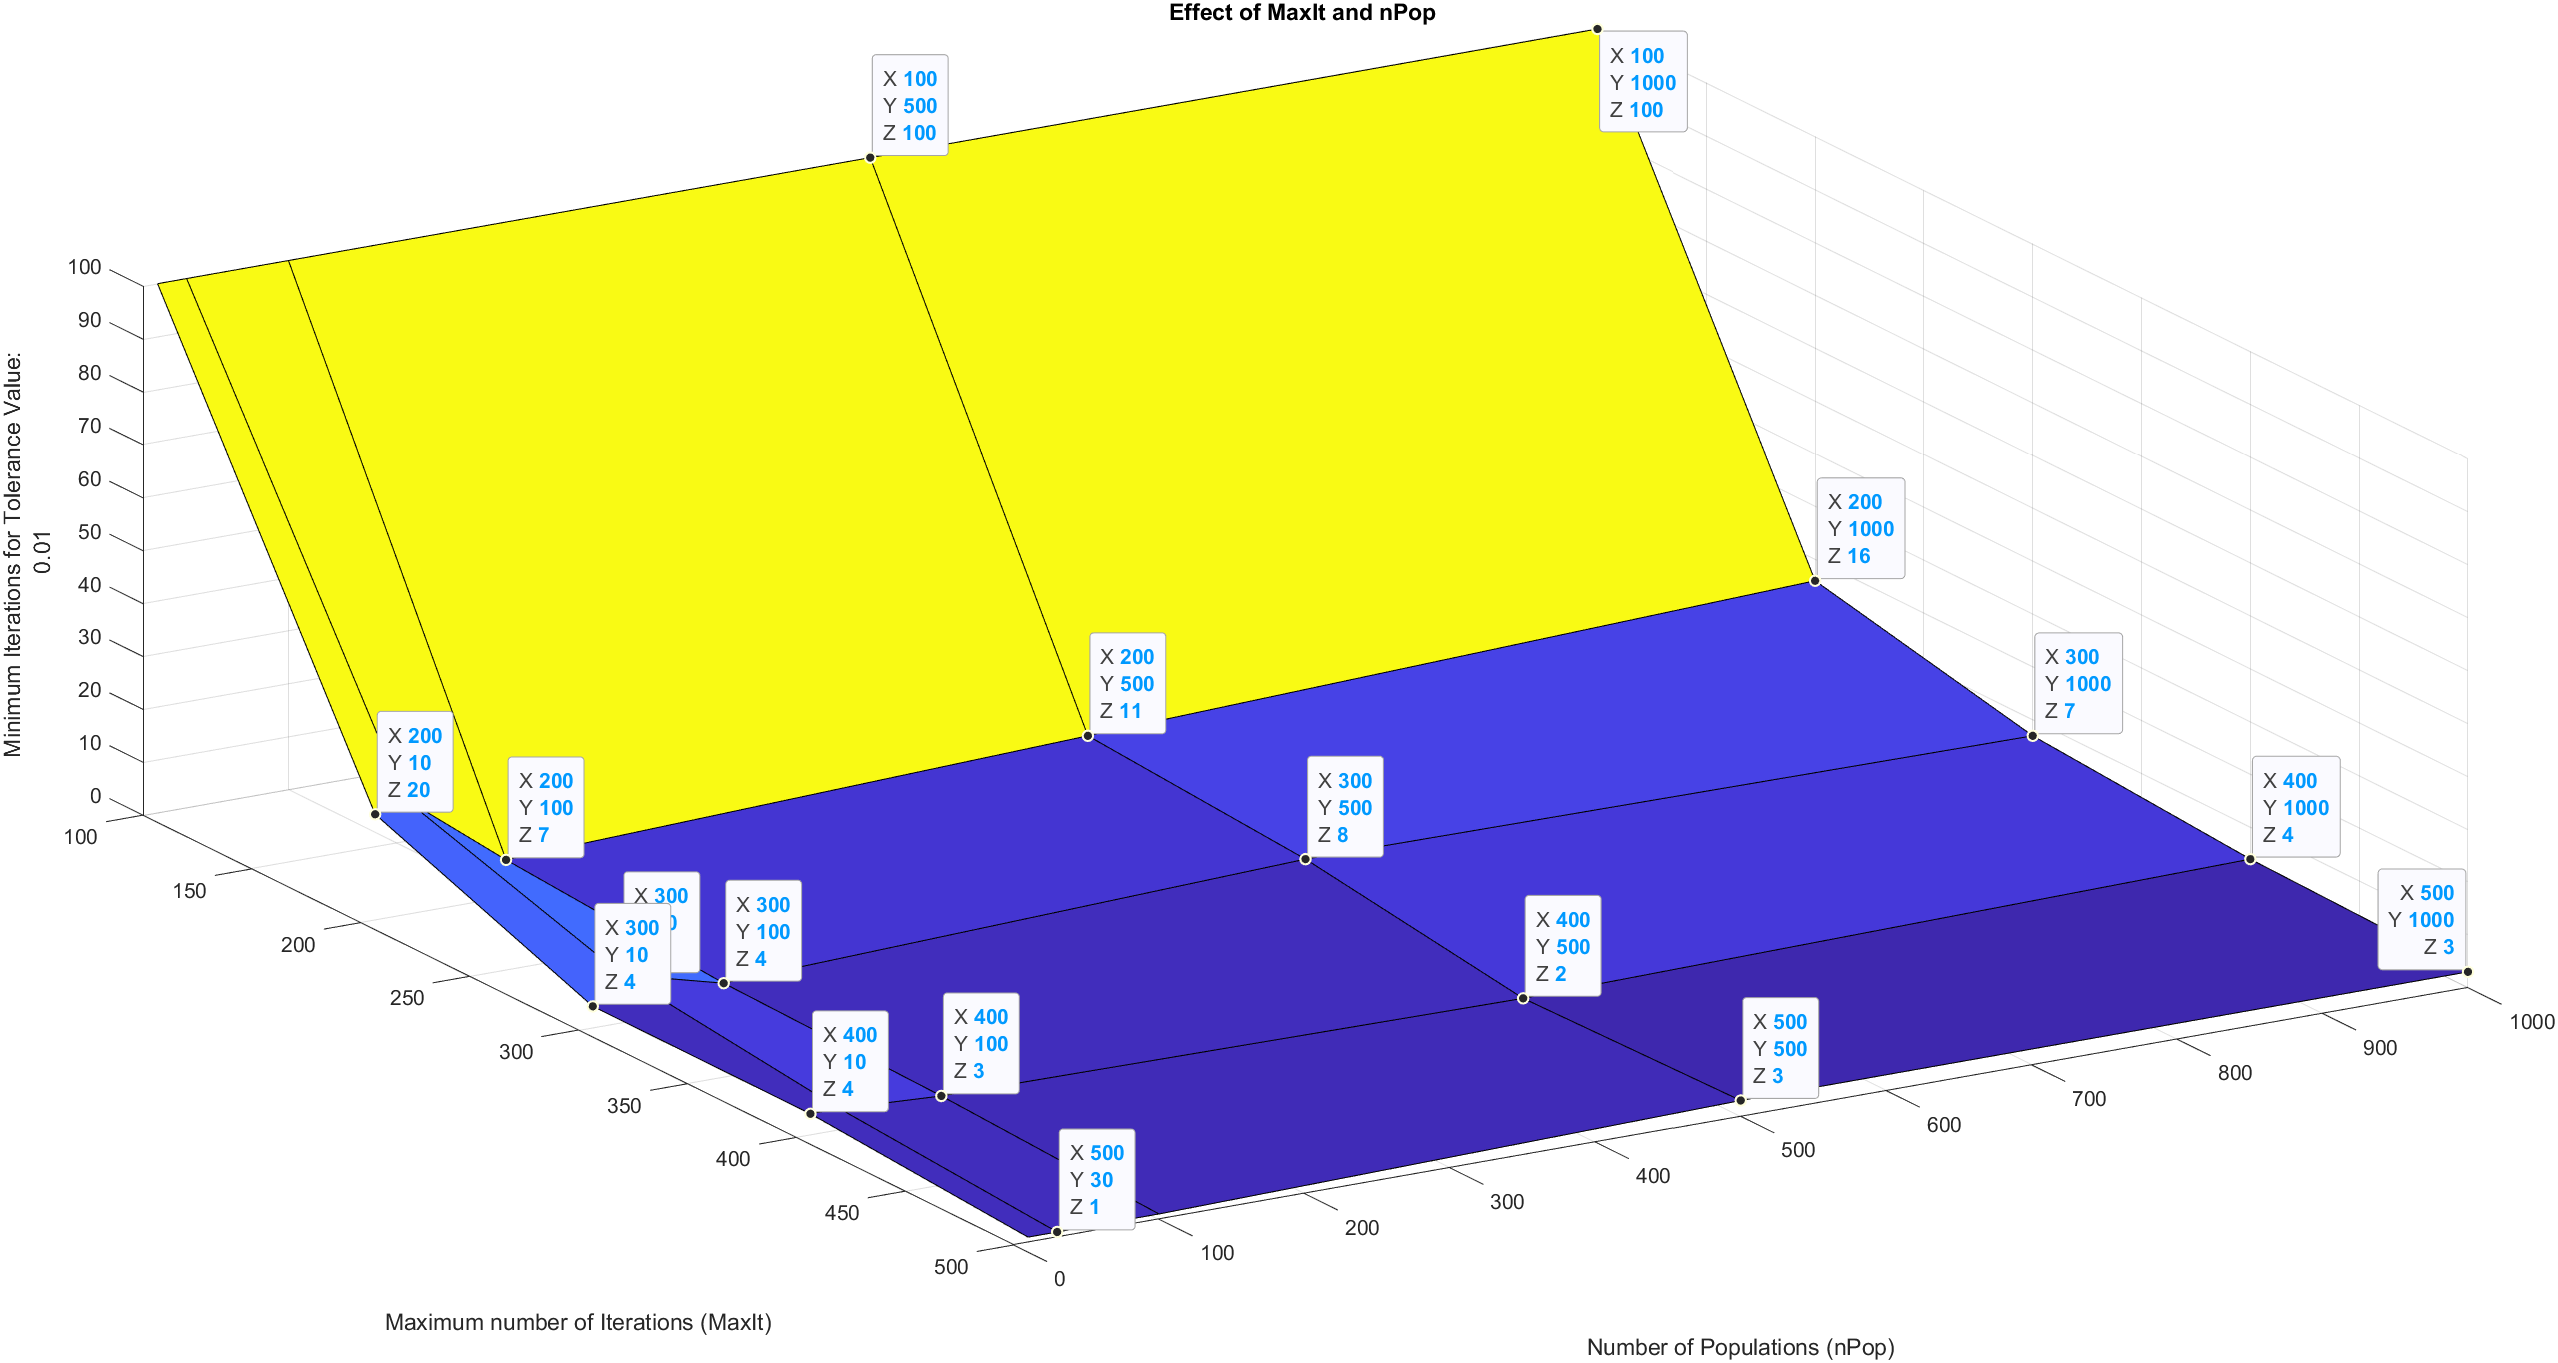 Effect of MaxIt and nPop
X 100
Y 500
Z 100
X 100
Y 1000
Z 100
X 200
Y 1000
Z 16
X 200
Y 500
Z 11
X 300
Y 1000
Z 7
X 200
Y 10
Z 20
X 200
Y 100
Z 7
X 300
Y 500
Z 8
X 400
Y 1000
Z 4
X 300
X 300
Y 10
Z 4
X 300
Y 100
Z 4
X 400
Y 500
Z 2
X 500
Y 1000
Z 3
X 400
Y 10
Z 4
X 400
Y 100
Z 3
X 500
Y 500
Z 3
X 500
Y 30
Z 1
Minimum Iterations for Tolerance Value:
0.01
100
90
80
70
60
50
40
30
20
10
0
100
150
200
250
300
350
400
450
500
0
100
200
300
400
500
600
700
800
900
1000
Maximum number of Iterations (MaxIt)
Number of Populations (nPop)